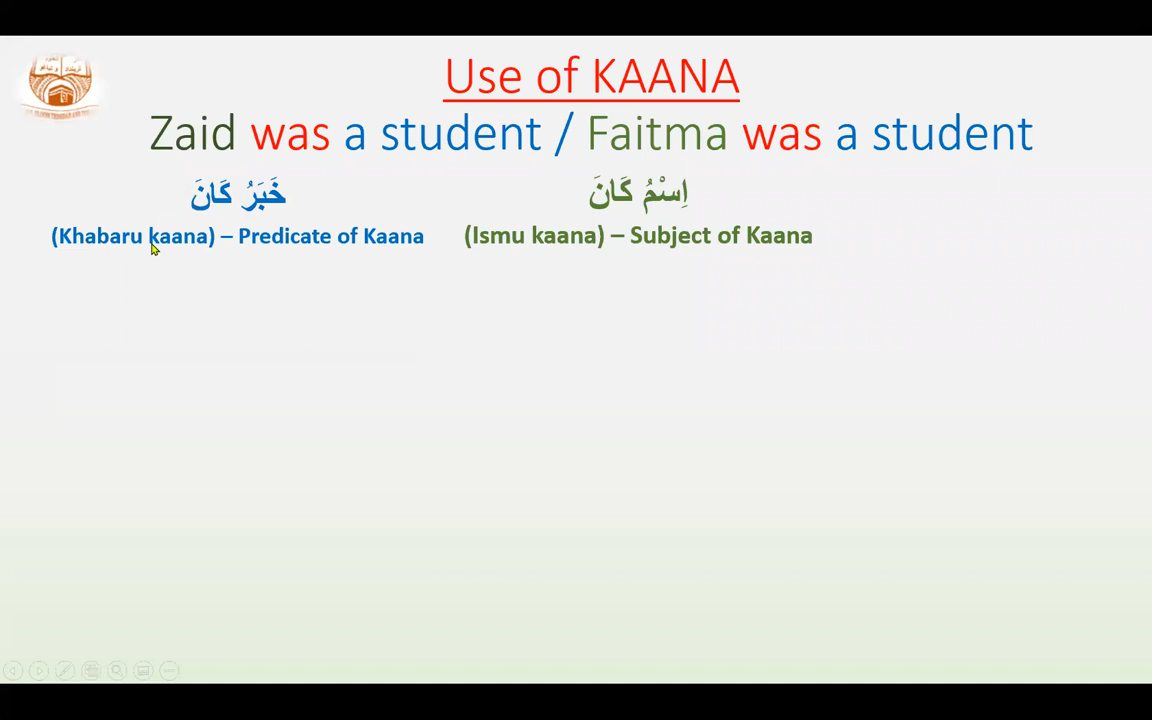 Use of KAANA
Zaid was a student / Faitma was a student
خَبَرُ كَانَ
اِسْمُ كَانَ
(Khabaru kaana) – Predicate of Kaana
(Ismu kaana) – Subject of Kaana